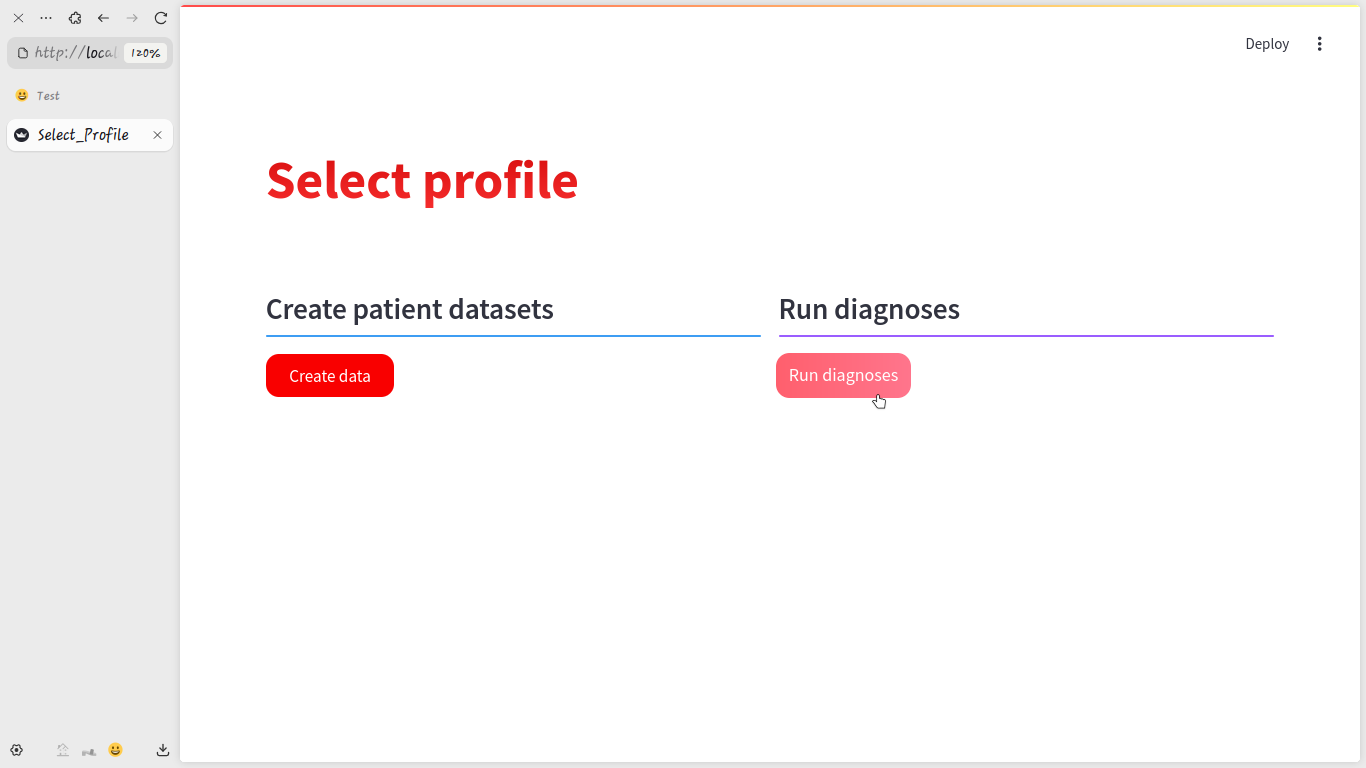 http://local
120%
Test
Select_Profile
Deploy
Select profile
Create patient datasets
Run diagnoses
Create data
Run diagnoses